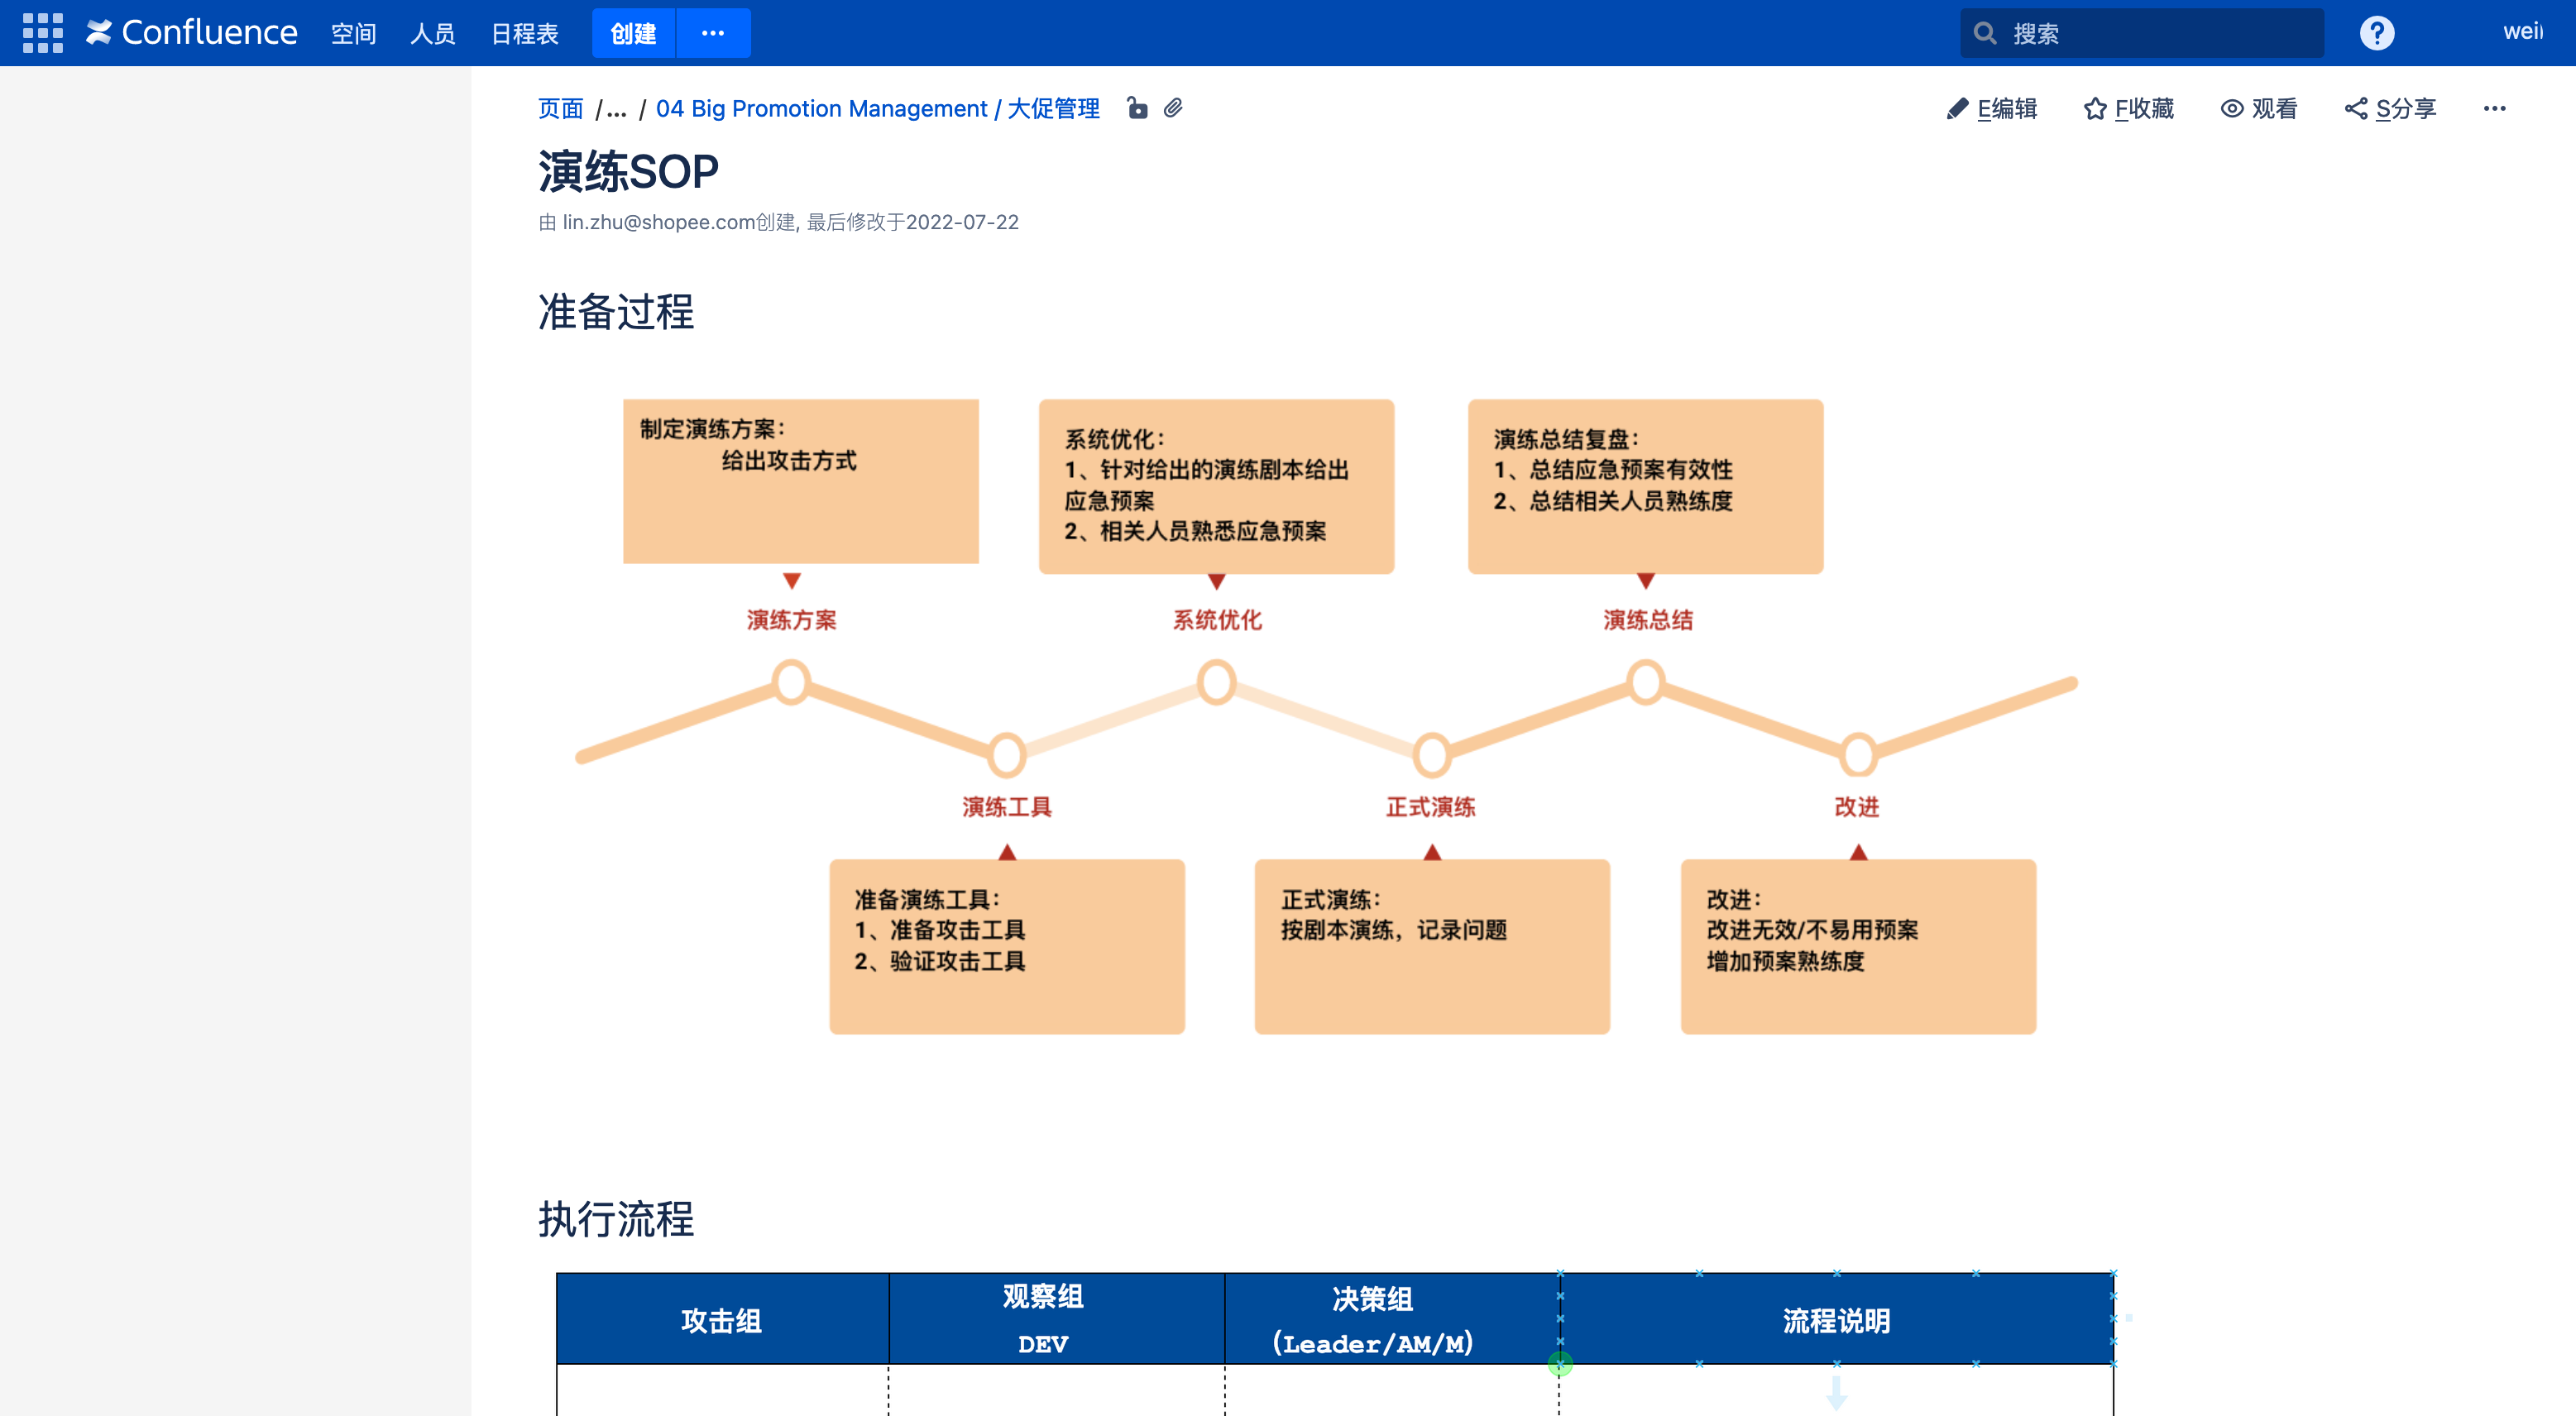 Confluence 空间 人员 日程表 创建 ··· 搜索 ?
页面 /... / 04 Big Promotion Management / 大促管理 E编辑 F收藏 观看 S分享 ···
演练SOP
由 lin.zhu@shopee.com创建, 最后修改于2022-07-22
准备过程
制定演练方案：
给出攻击方式
系统优化：
1、针对给出的演练剧本给出
应急预案
2、相关人员熟悉应急预案
演练总结复盘：
1、总结应急预案有效性
2、总结相关人员熟练度
演练方案
系统优化
演练总结
演练工具
正式演练
改进
准备演练工具：
1、准备攻击工具
2、验证攻击工具
正式演练：
按剧本演练，记录问题
改进：
改进无效/不易用预案
增加预案熟练度
执行流程
攻击组
观察组
DEV
决策组
(Leader/AM/M)
流程说明